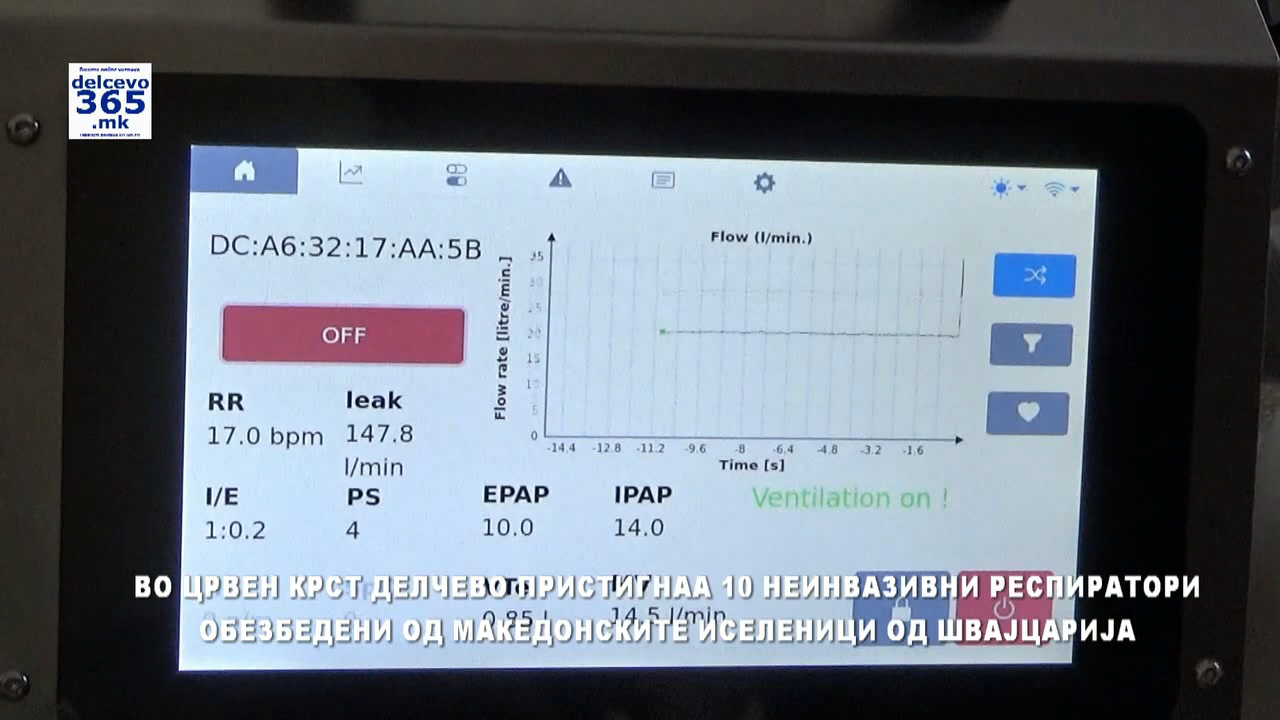 delcevo
365
.mk
DC:A6:32:17:AA:5B
OFF
RR
17.0 bpm
leak
147.8
l/min
I/E
1:0.2
PS
4
EPAP
10.0
IPAP
14.0
Ventilation on !
Flow (l/min.)
Flow rate [litre/min.]
35
30
25
20
15
5
0
-14.4 -12.8 -11.2 -9.6 -8 -6.4 -4.8 -3.2 -1.6
Time [s]
0.85 l
14.5 l/min
ВО ЦРВЕН КРСТ ДЕЛЧЕВО ПРИСТИГНАА 10 НЕИНВАЗИВНИ РЕСПИРАТОРИ
ОБЕЗБЕДЕНИ ОД МАКЕДОНСКИТЕ ИСЕЛЕНИЦИ ОД ШВАЈЦАРИЈА